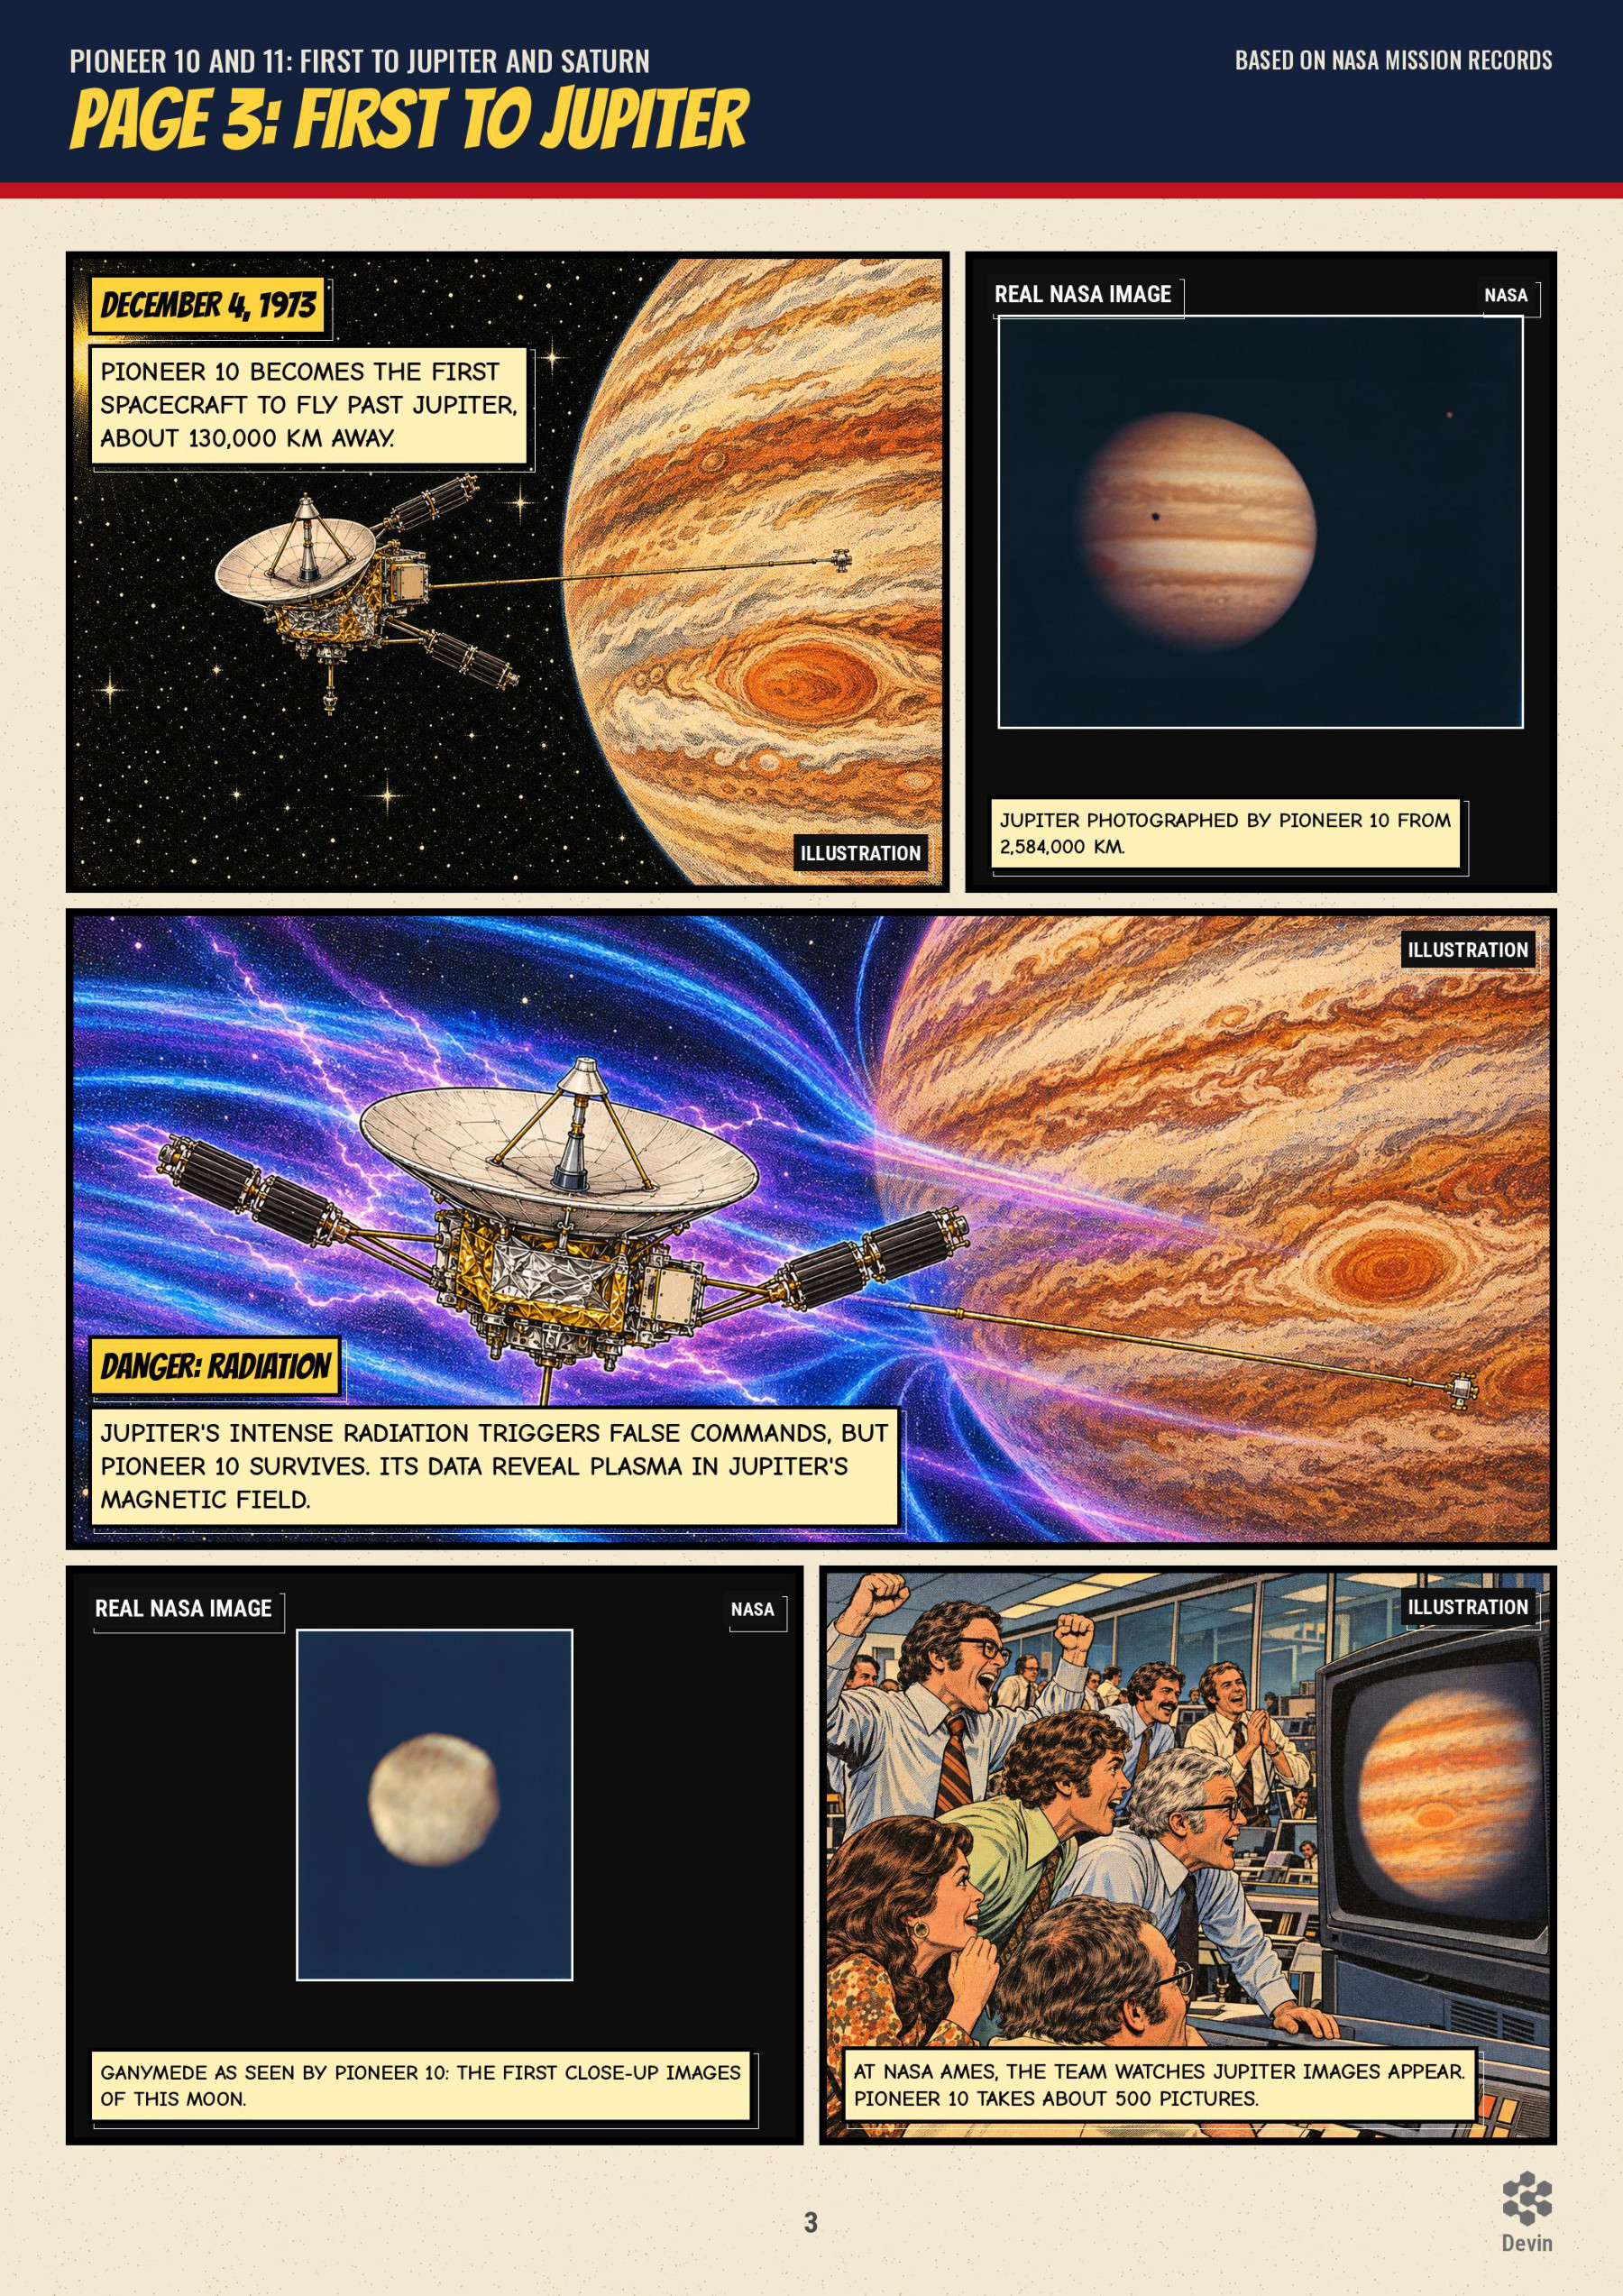 PIONEER 10 AND 11: FIRST TO JUPITER AND SATURN
BASED ON NASA MISSION RECORDS
PAGE 3: FIRST TO JUPITER
DECEMBER 4, 1973
PIONEER 10 BECOMES THE FIRST
SPACECRAFT TO FLY PAST JUPITER,
ABOUT 130,000 KM AWAY.
ILLUSTRATION
REAL NASA IMAGE
NASA
JUPITER PHOTOGRAPHED BY PIONEER 10 FROM
2,584,000 KM.
ILLUSTRATION
DANGER: RADIATION
JUPITER'S INTENSE RADIATION TRIGGERS FALSE COMMANDS, BUT
PIONEER 10 SURVIVES. ITS DATA REVEAL PLASMA IN JUPITER'S
MAGNETIC FIELD.
REAL NASA IMAGE
NASA
GANYMEDE AS SEEN BY PIONEER 10: THE FIRST CLOSE-UP IMAGES
OF THIS MOON.
ILLUSTRATION
AT NASA AMES, THE TEAM WATCHES JUPITER IMAGES APPEAR.
PIONEER 10 TAKES ABOUT 500 PICTURES.
3
Devin